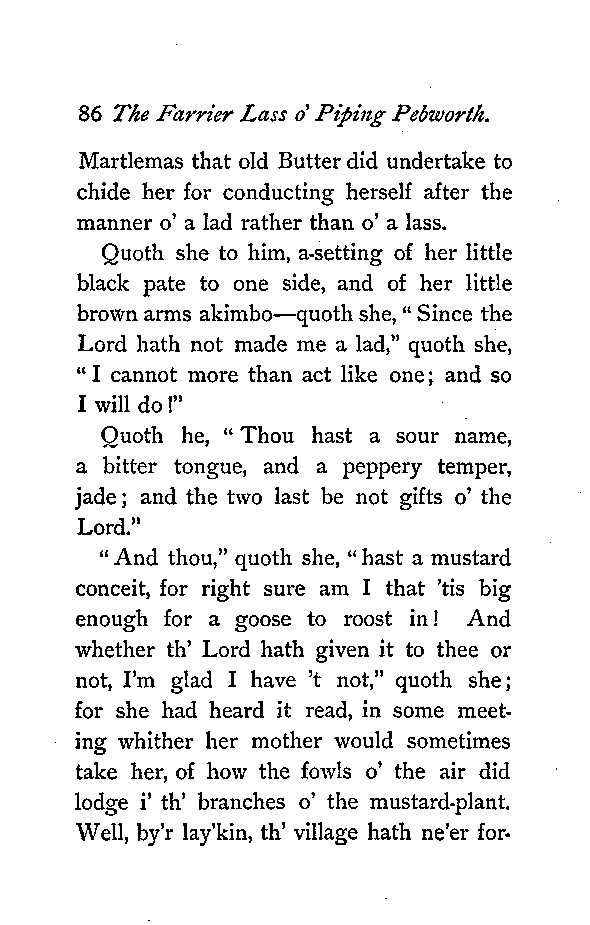 86 The Farrier Lass o' Piping Pebworth.
Martlemas that old Butter did undertake to
chide her for conducting herself after the
manner o' a lad rather than o' a lass.
Quoth she to him, a-setting of her little
black pate to one side, and of her little
brown arms akimbo—quoth she, " Since the
Lord hath not made me a lad," quoth she,
" I cannot more than act like one; and so
I will do!"
Quoth he, " Thou hast a sour name,
a bitter tongue, and a peppery temper,
jade; and the two last be not gifts o' the
Lord."
" And thou," quoth she, " hast a mustard
conceit, for right sure am I that 'tis big
enough for a goose to roost in! And
whether th' Lord hath given it to thee or
not, I'm glad I have 't not," quoth she;
for she had heard it read, in some meet-
ing whither her mother would sometimes
take her, of how the fowls o' the air did
lodge i' th' branches o' the mustard-plant.
Well, by'r lay'kin, th' village hath ne'er for-